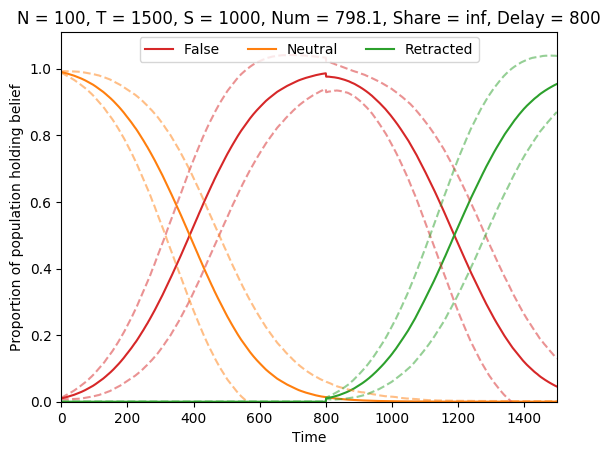 N = 100, T = 1500, S = 1000, Num = 798.1, Share = inf, Delay = 800
False Neutral Retracted
Proportion of population holding belief
1.0
0.8
0.6
0.4
0.2
0.0
0 200 400 600 800 1000 1200 1400
Time